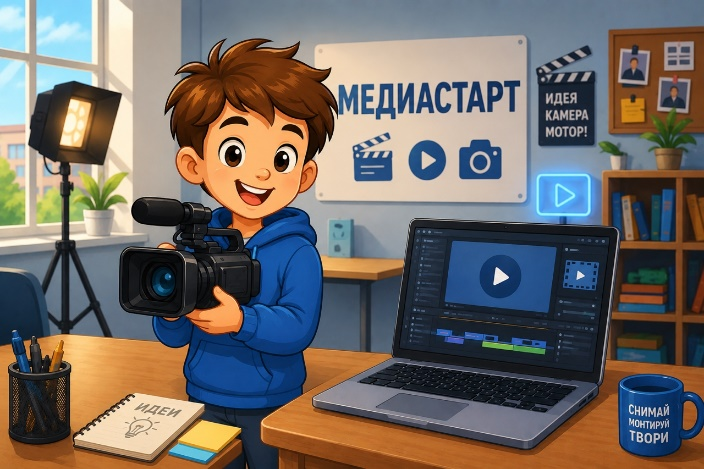 МЕДИАСТАРТ
ИДЕЯ
КАМЕРА
МОТОР!
ИДЕИ
СНИМАЙ
МОНТИРУЙ
ТВОРИ